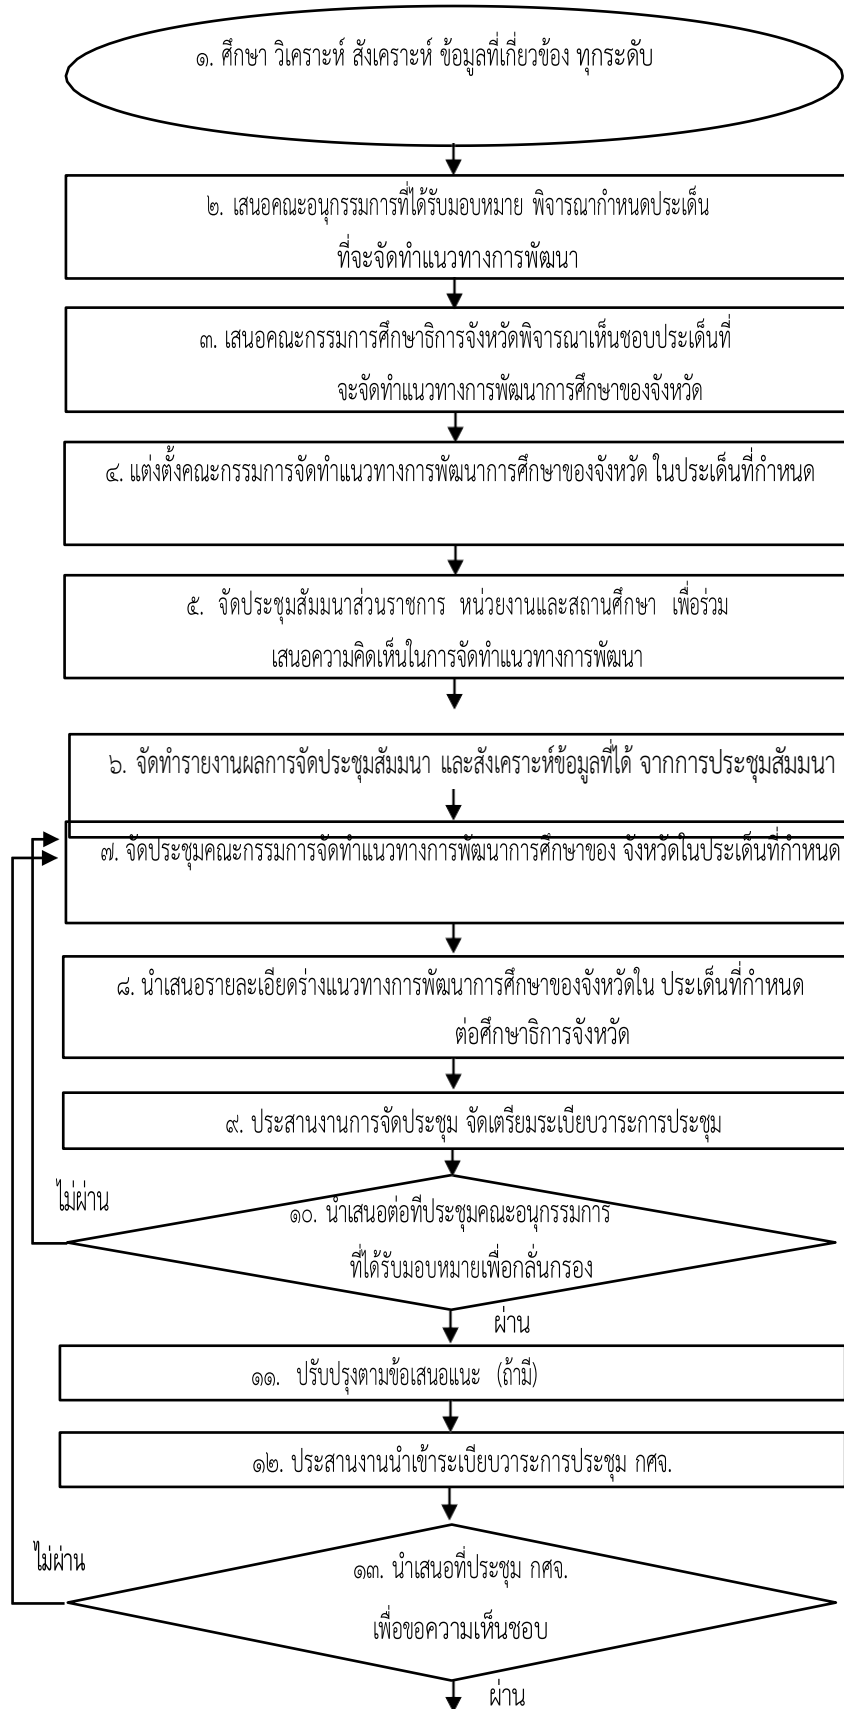 ๑. ศึกษา วิเคราะห์ สังเคราะห์ ข้อมูลที่เกี่ยวข้อง ทุกระดับ
๒. เสนอคณะอนุกรรมการที่ได้รับมอบหมาย พิจารณากำหนดประเด็น
ที่จะจัดทำแนวทางการพัฒนา
๓. เสนอคณะกรรมการศึกษาธิการจังหวัดพิจารณาเห็นชอบประเด็นที่
จะจัดทำแนวทางการพัฒนาการศึกษาของจังหวัด
๔. แต่งตั้งคณะกรรมการจัดทำแนวทางการพัฒนาการศึกษาของจังหวัด ในประเด็นที่กำหนด
๕. จัดประชุมสัมมนาส่วนราชการ หน่วยงานและสถานศึกษา เพื่อร่วม
เสนอความคิดเห็นในการจัดทำแนวทางการพัฒนา
๖. จัดทำรายงานผลการจัดประชุมสัมมนา และสังเคราะห์ข้อมูลที่ได้ จากการประชุมสัมมนา
๗. จัดประชุมคณะกรรมการจัดทำแนวทางการพัฒนาการศึกษาของ จังหวัดในประเด็นที่กำหนด
๘. นำเสนอรายละเอียดร่างแนวทางการพัฒนาการศึกษาของจังหวัดใน ประเด็นที่กำหนด
ต่อศึกษาธิการจังหวัด
๙. ประสานงานการจัดประชุม จัดเตรียมระเบียบวาระการประชุม
ไม่ผ่าน
๑๐. นำเสนอต่อที่ประชุมคณะอนุกรรมการ
ที่ได้รับมอบหมายเพื่อกลั่นกรอง
ผ่าน
๑๑. ปรับปรุงตามข้อเสนอแนะ (ถ้ามี)
๑๒. ประสานงานนำเข้าระเบียบวาระการประชุม กศจ.
ไม่ผ่าน
๑๓. นำเสนอที่ประชุม กศจ.
เพื่อขอความเห็นชอบ
ผ่าน